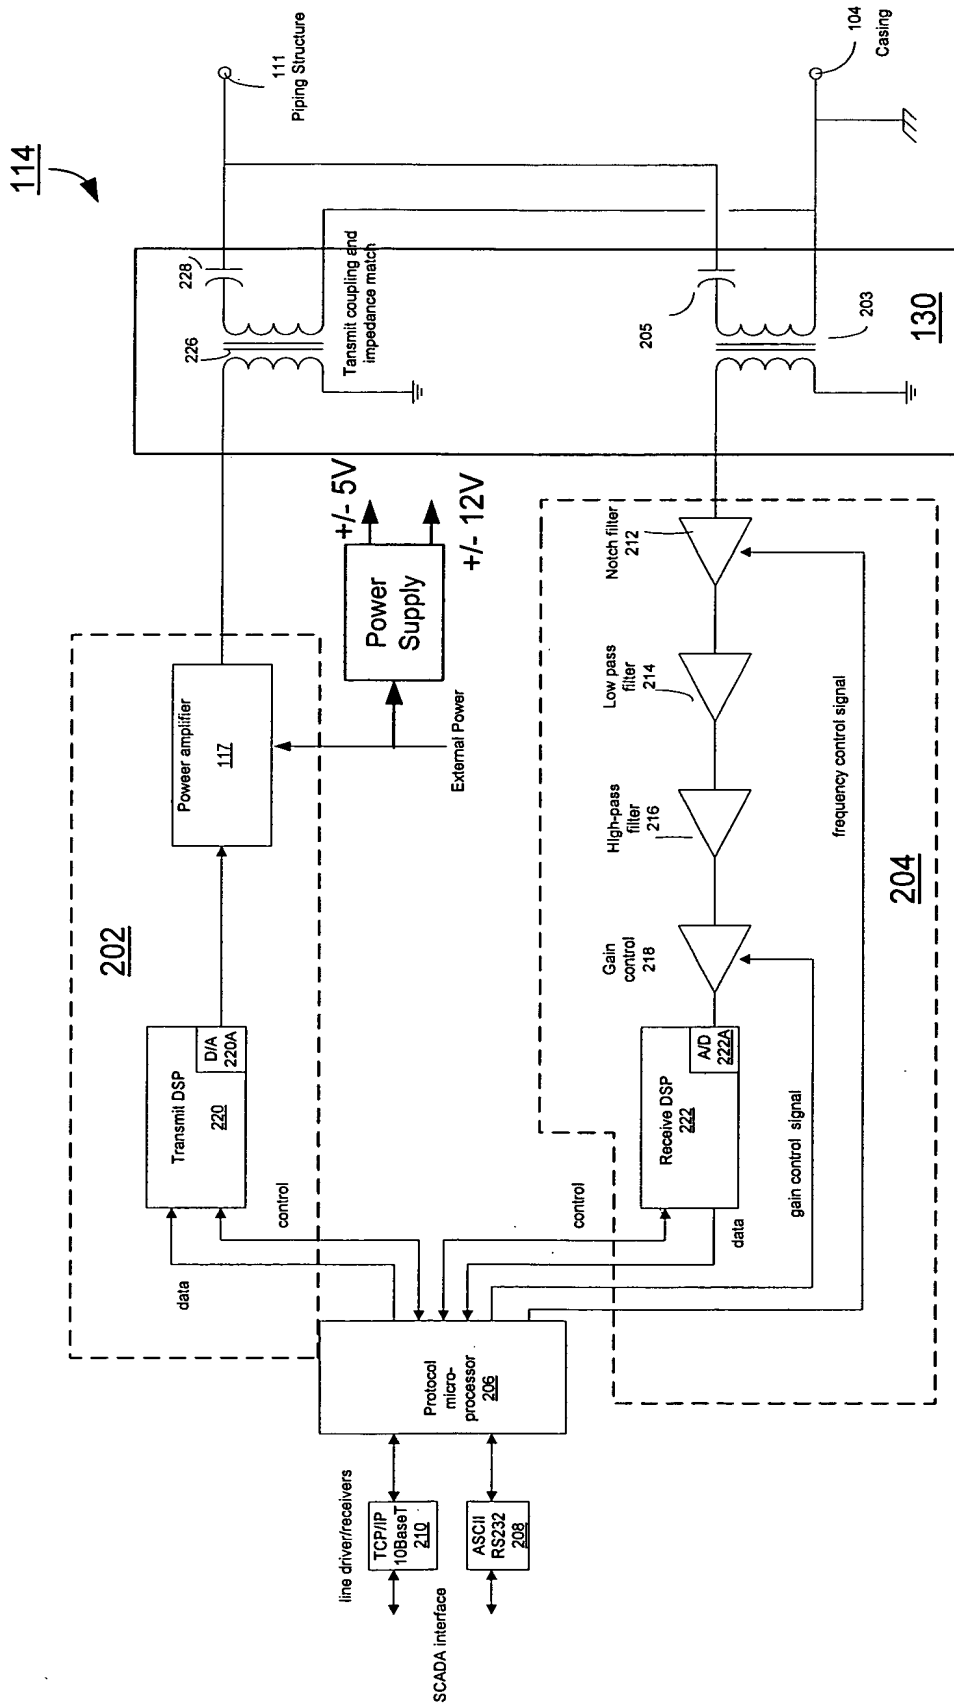 114
111
Piping Structure
104
Casing
228
226
Tansmit coupling and
impedance match
205
203
130
202
Poweer amplifier
117
+/- 5V
+/- 12V
Power
Supply
External Power
Transmit DSP
220
D/A
220A
data
control
Notch filter
212
Low pass
filter
214
HIgh-pass
filter
216
Gain
control
218
204
Receive DSP
222
A/D
222A
control
data
gain control signal
frequency control signal
Protocol
micro-
processor
206
line driver/receivers
TCP/IP
10BaseT
210
ASCII
RS232
208
SCADA interface